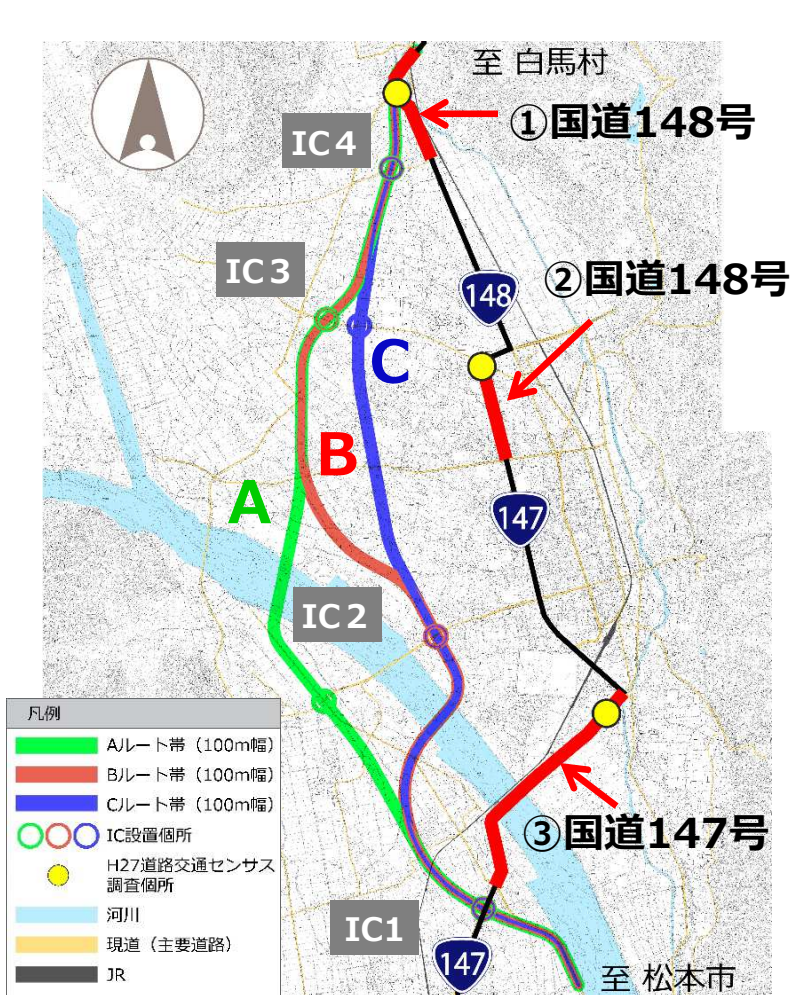 至 白馬村
①国道148号
IC4
IC3
②国道148号
148
C
B
A
147
IC2
凡例
Aルート帯（100m幅）
Bルート帯（100m幅）
Cルート帯（100m幅）
IC設置個所
H27道路交通センサス
調査個所
河川
現道（主要道路）
JR
③国道147号
IC1
147
至 松本市